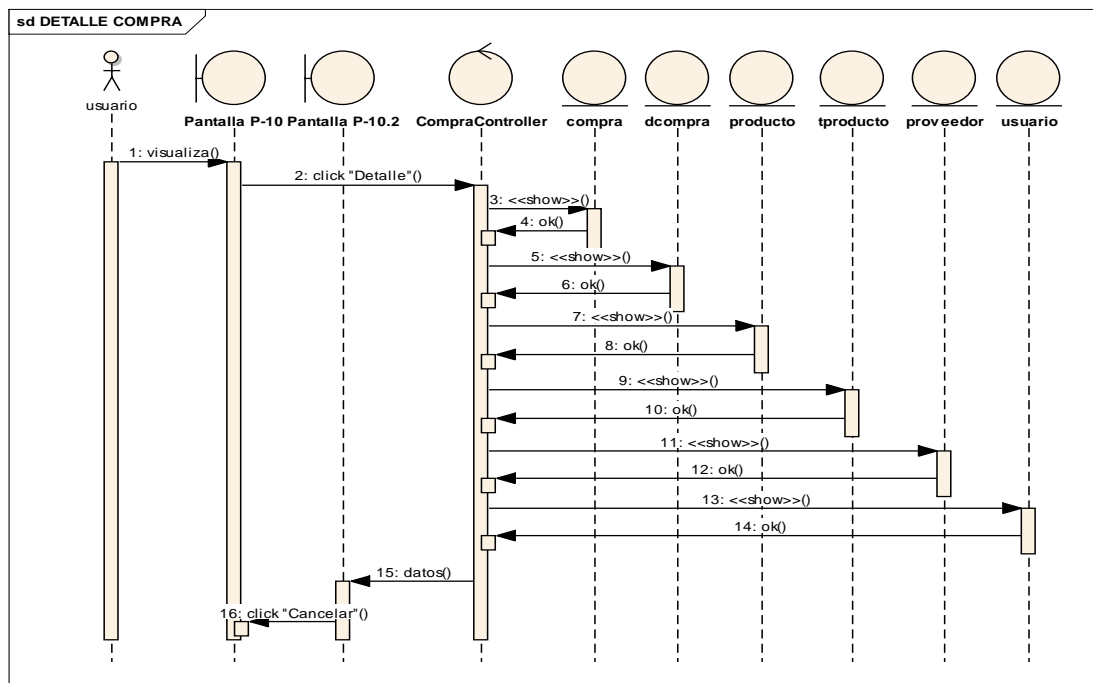 sd DETALLE COMPRA
usuario
Pantalla P-10 Pantalla P-10.2 CompraController compra dcompra producto tproducto proveedor usuario
1: visualiza()
2: click "Detalle"()
3: <<show>>()
4: ok()
5: <<show>>()
6: ok()
7: <<show>>()
8: ok()
9: <<show>>()
10: ok()
11: <<show>>()
12: ok()
13: <<show>>()
14: ok()
15: datos()
16: click "Cancelar"()